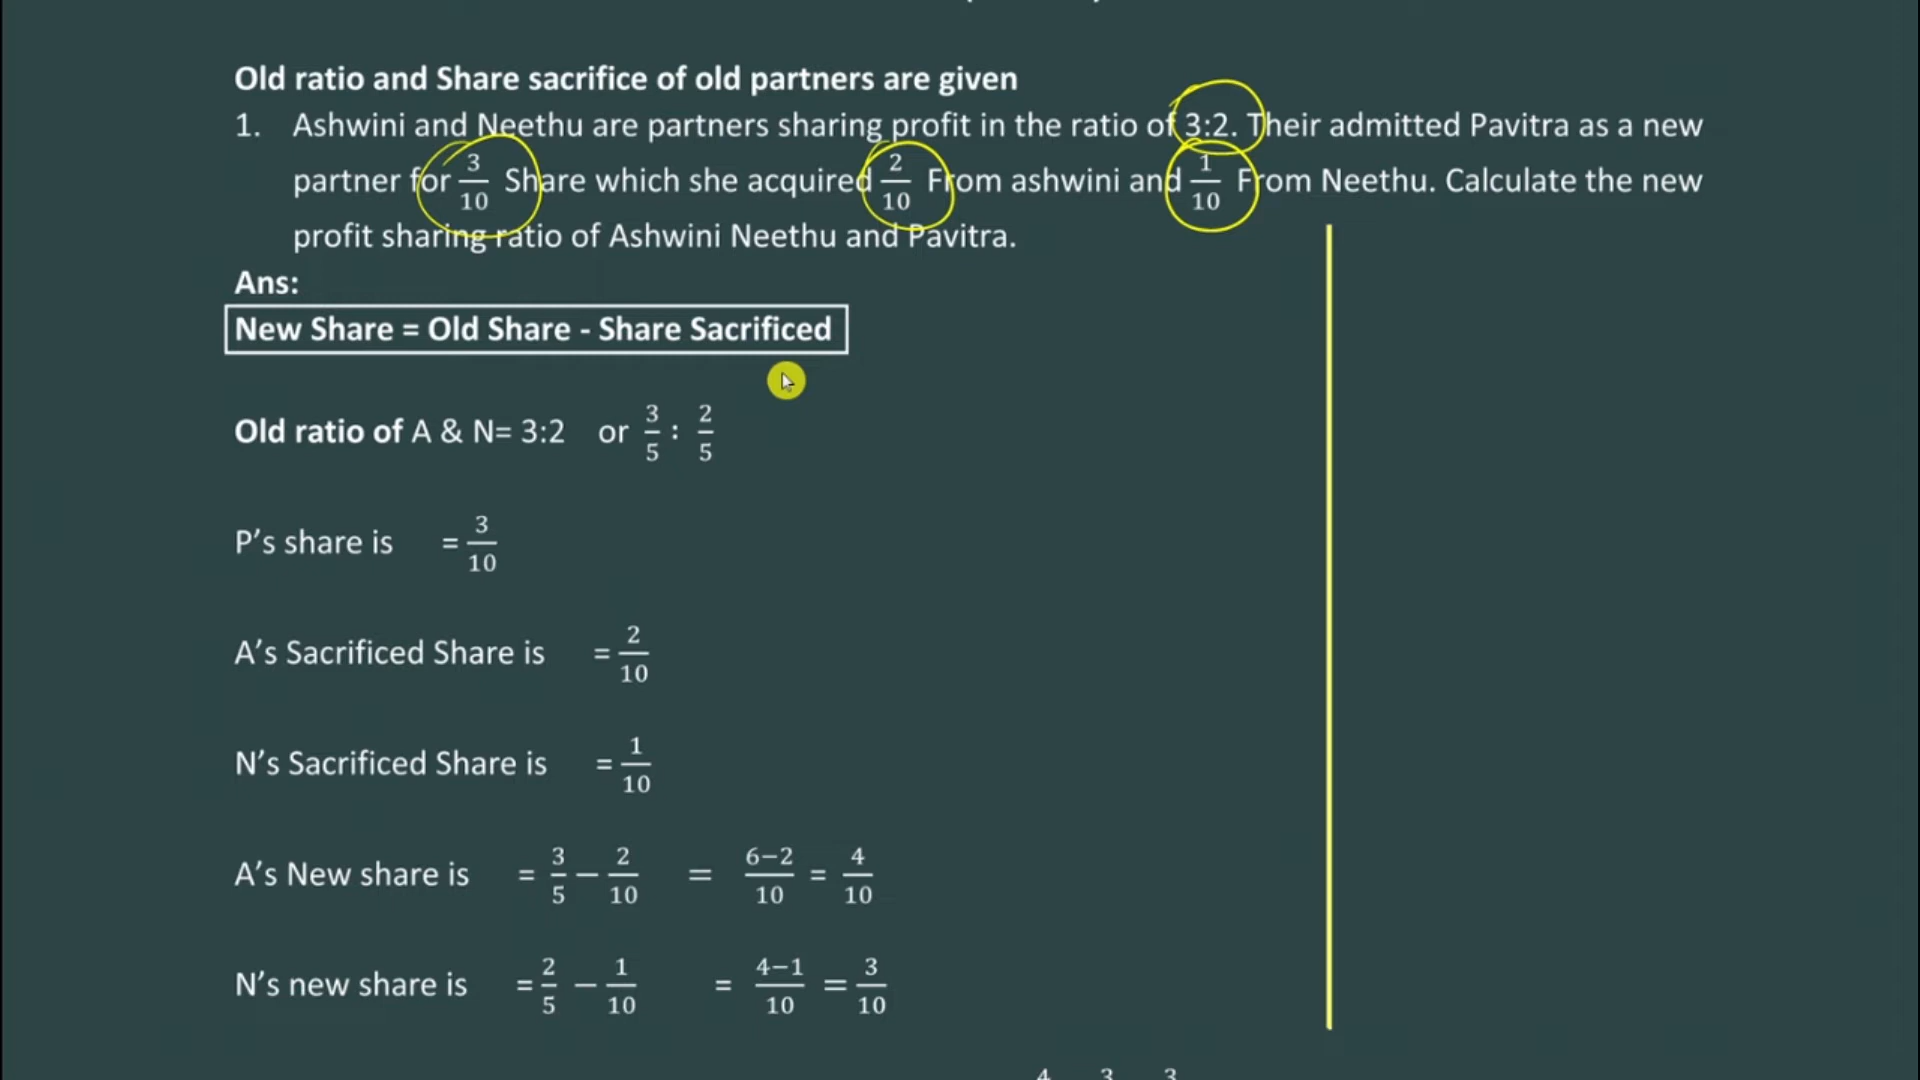 Old ratio and Share sacrifice of old partners are given
1. Ashwini and Neethu are partners sharing profit in the ratio of 3:2. Their admitted Pavitra as a new
partner for 3/10 Share which she acquired 2/10 From ashwini and 1/10 From Neethu. Calculate the new
profit sharing ratio of Ashwini Neethu and Pavitra.
Ans:
New Share = Old Share - Share Sacrificed
Old ratio of A & N= 3:2 or 3/5 : 2/5
P’s share is = 3/10
A’s Sacrificed Share is = 2/10
N’s Sacrificed Share is = 1/10
A’s New share is = 3/5 − 2/10 = 6−2/10 = 4/10
N’s new share is = 2/5 − 1/10 = 4−1/10 = 3/10